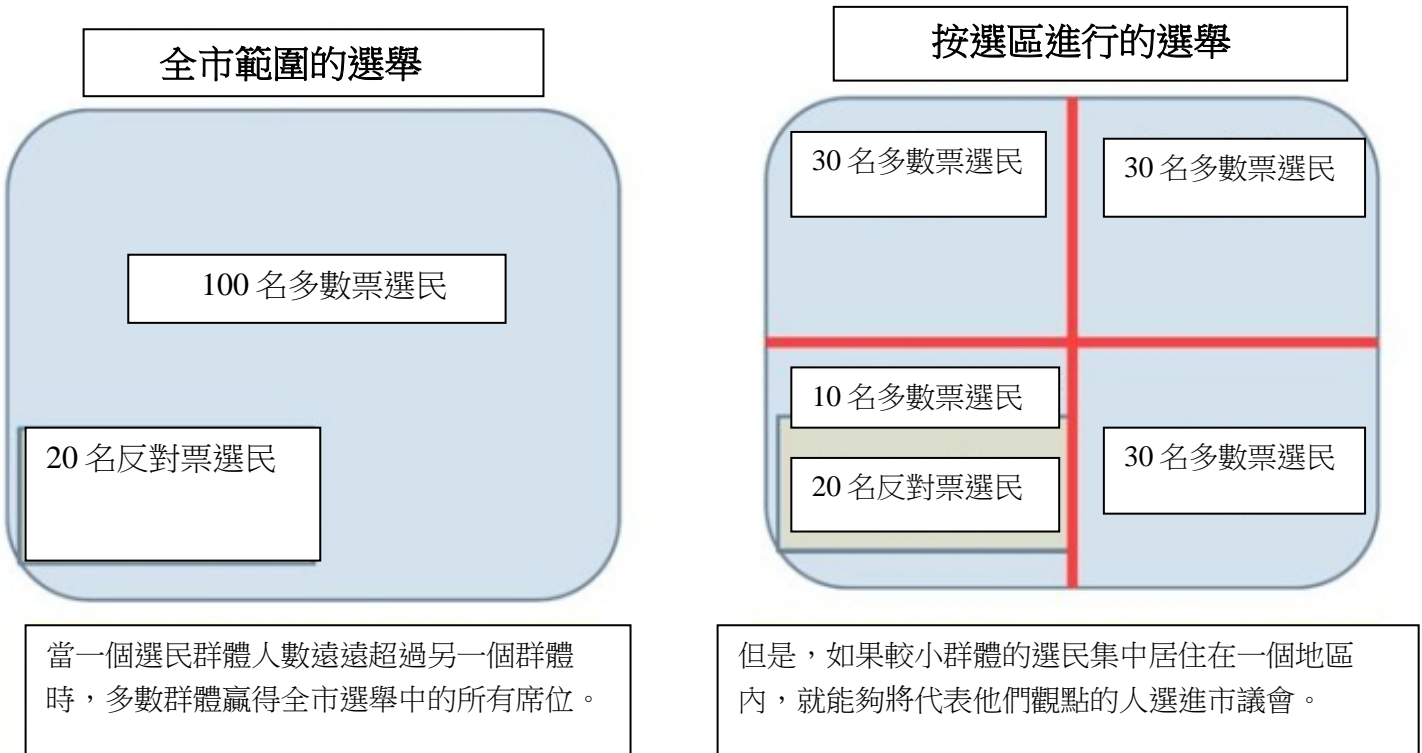 全市範圍的選舉
100 名多數票選民
20 名反對票選民
當一個選民群體人數遠遠超過另一個群體
時，多數群體贏得全市選舉中的所有席位。
按選區進行的選舉
30 名多數票選民
30 名多數票選民
10 名多數票選民
20 名反對票選民
30 名多數票選民
但是，如果較小群體的選民集中居住在一個地區
內，就能夠將代表他們觀點的人選進市議會。